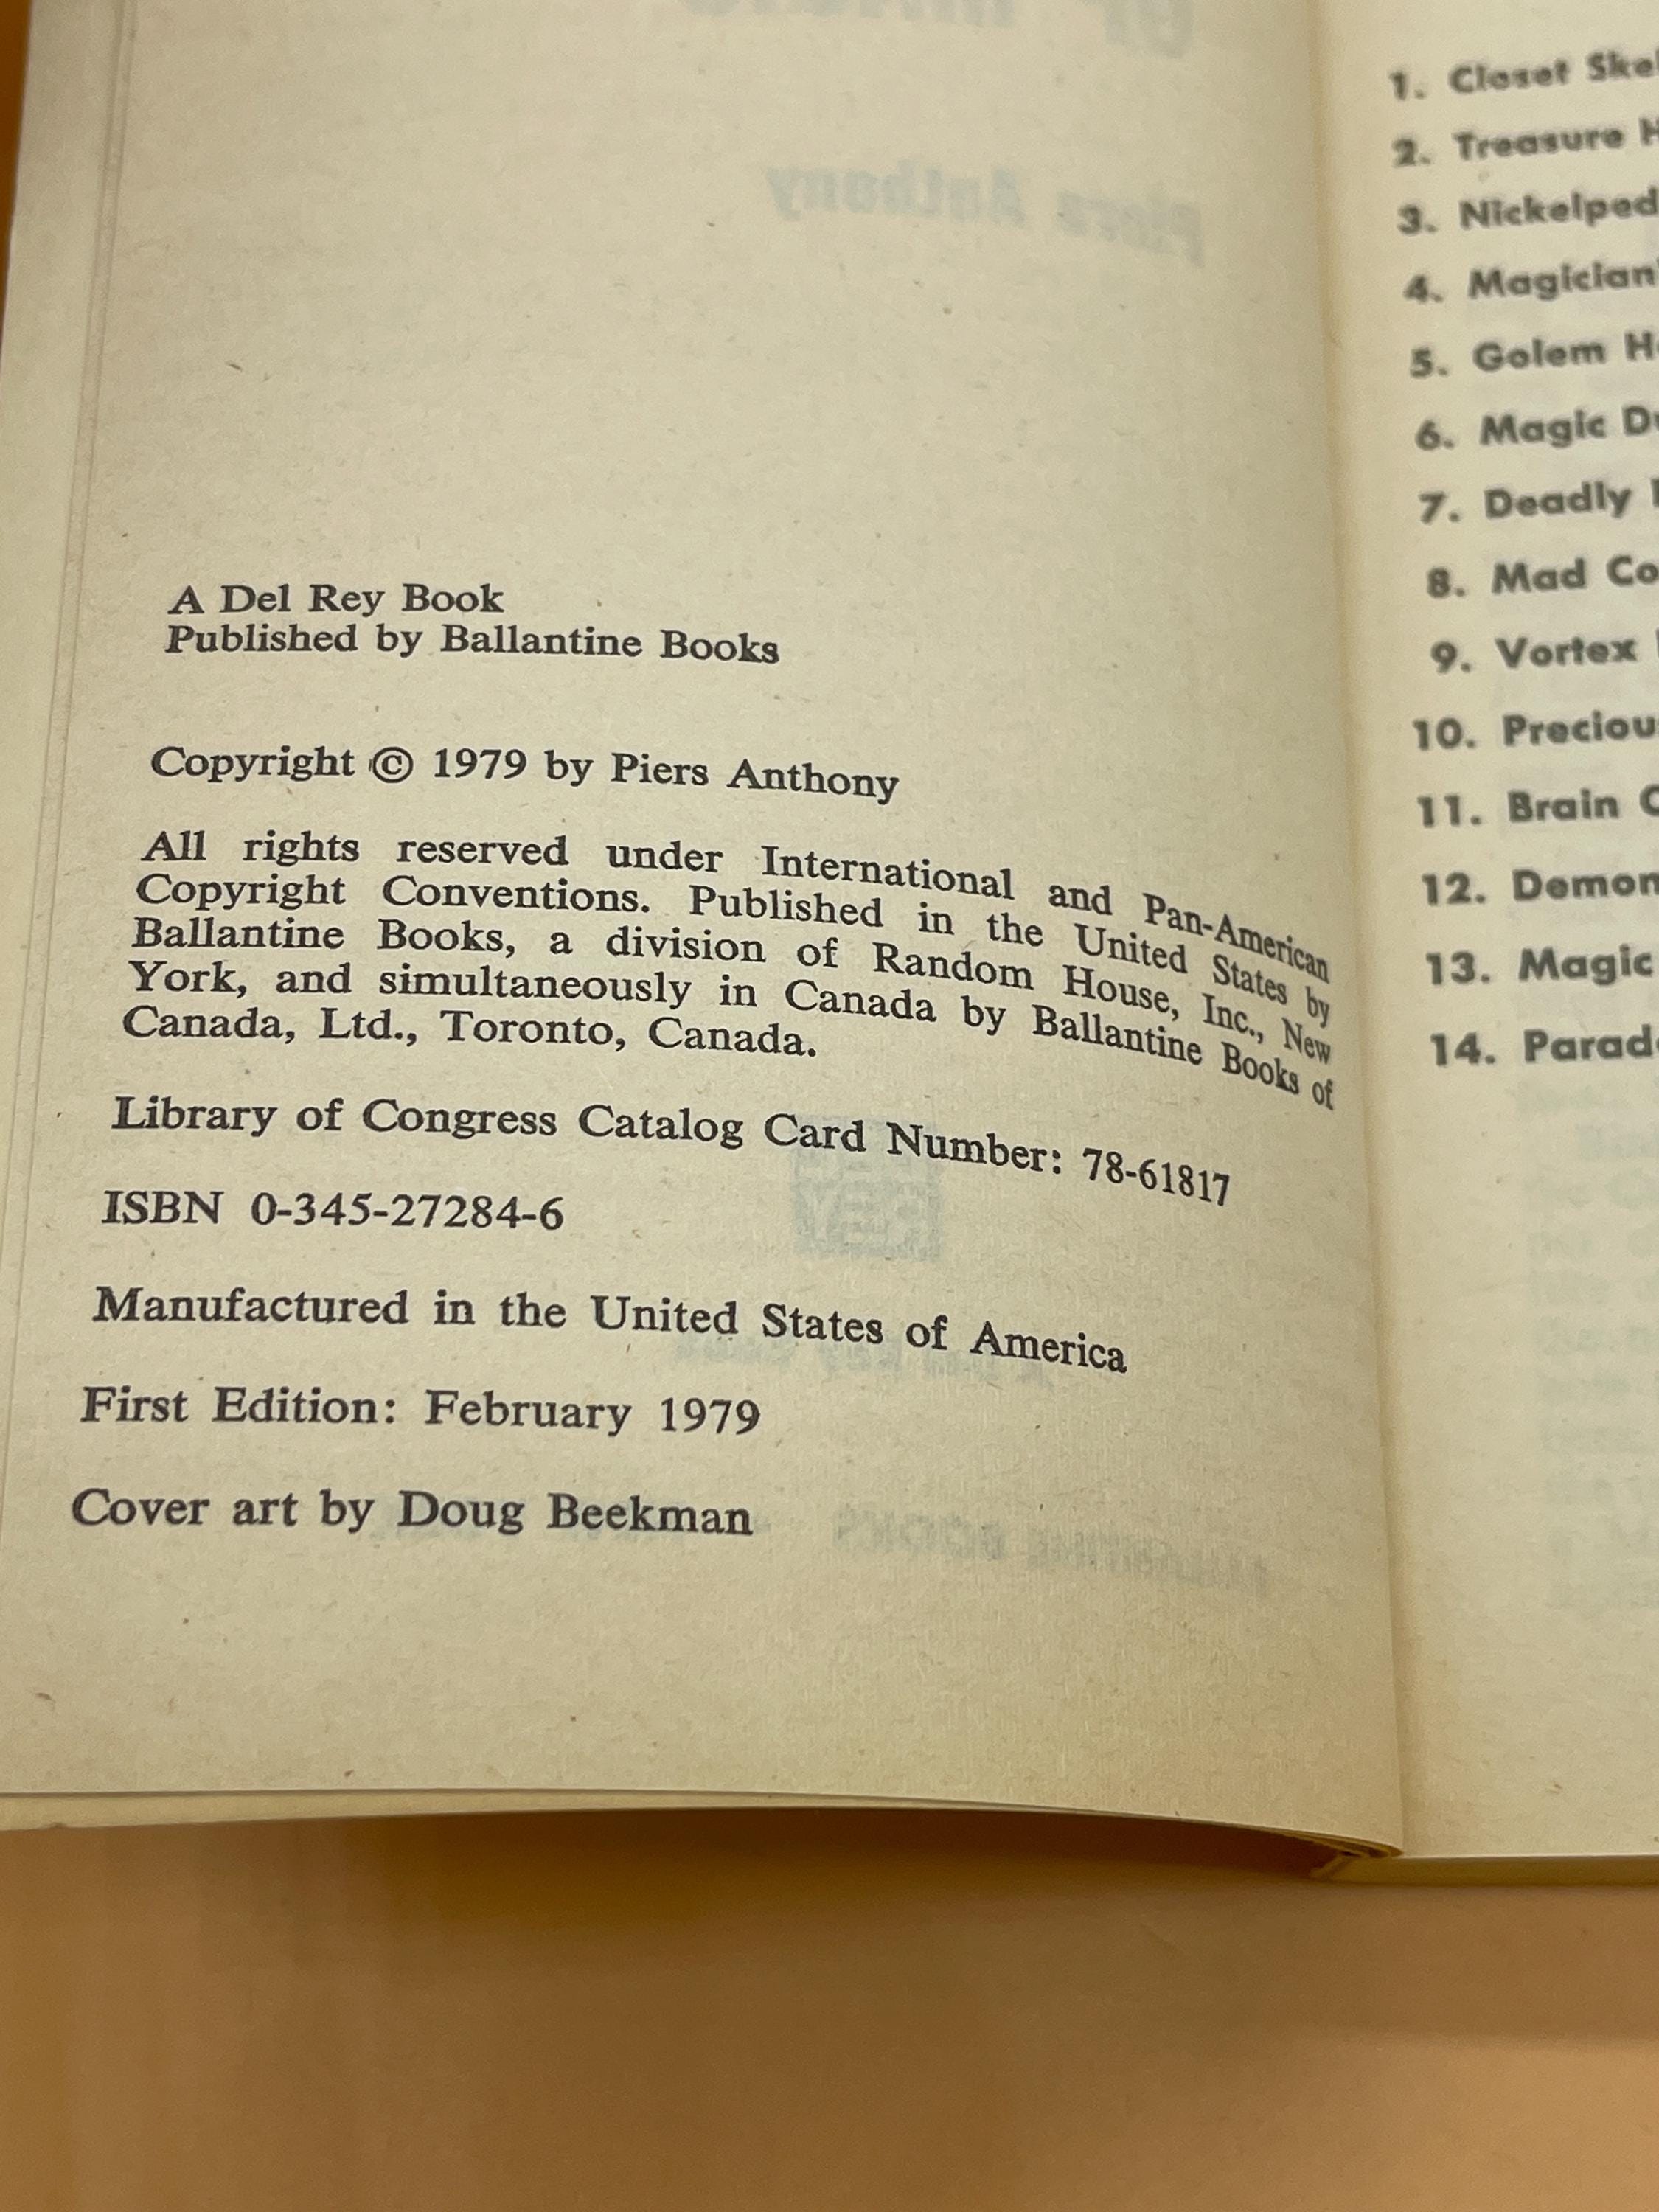 A Del Rey Book
Published by Ballantine Books
Copyright © 1979 by Piers Anthony
All rights reserved under International and Pan-American
Copyright Conventions. Published in the United States by
Ballantine Books, a division of Random House, Inc., New
York, and simultaneously in Canada by Ballantine Books of
Canada, Ltd., Toronto, Canada.
Library of Congress Catalog Card Number: 78-61817
ISBN 0-345-27284-6
Manufactured in the United States of America
First Edition: February 1979
Cover art by Doug Beekman
1. Closet
2. Treasure
3.
4.
5. Golem
6. Magic
7. Deadly
8. Mad
9. Vortex
10.
11. Brain
12.
13. Magic
14.